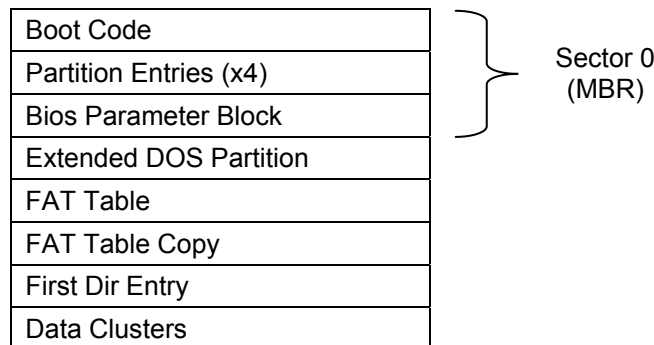 Boot Code
Partition Entries (x4)
Bios Parameter Block
Extended DOS Partition
FAT Table
FAT Table Copy
First Dir Entry
Data Clusters
Sector 0
(MBR)